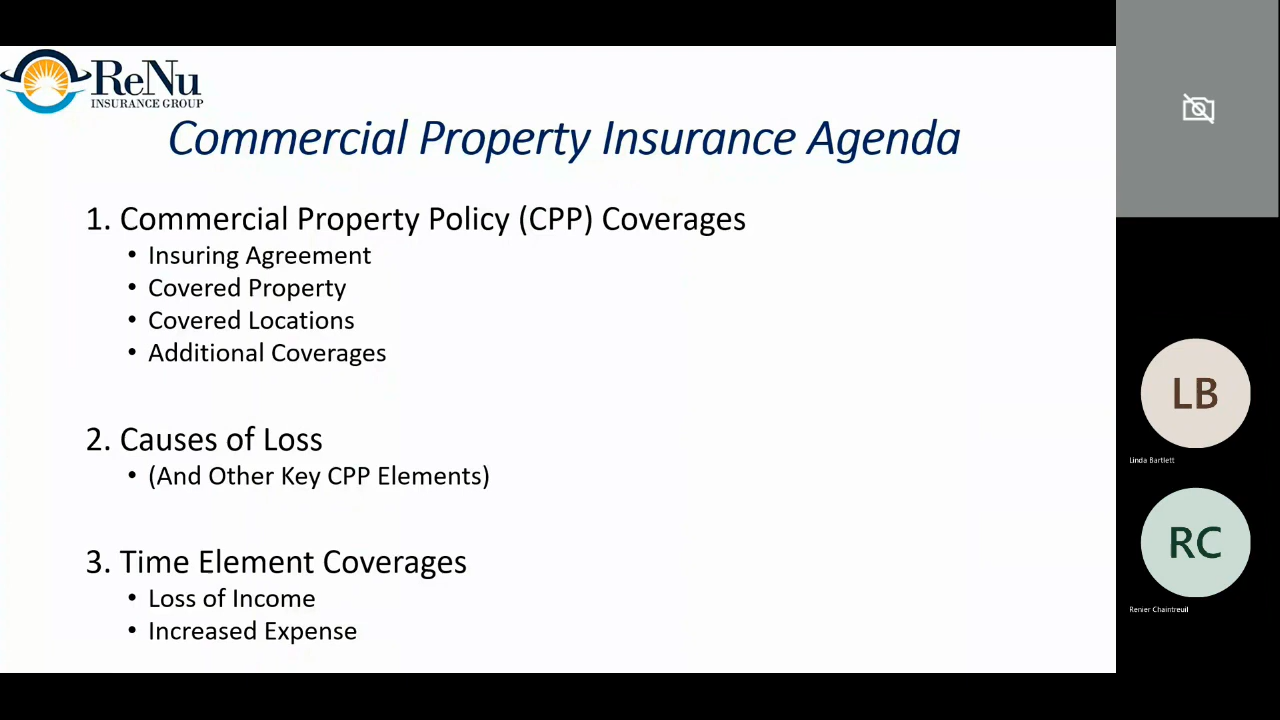 ReNu
INSURANCE GROUP
Commercial Property Insurance Agenda
1. Commercial Property Policy (CPP) Coverages
• Insuring Agreement
• Covered Property
• Covered Locations
• Additional Coverages
2. Causes of Loss
• (And Other Key CPP Elements)
3. Time Element Coverages
• Loss of Income
• Increased Expense
LB
Linda Bartlett
RC
Renier Chaintreuil